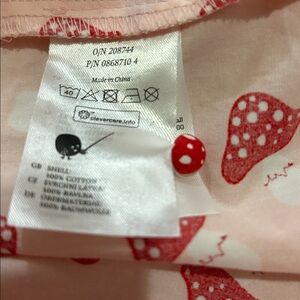 O/N 208744
P/N 0868710 4
Made in China
40
clevercare.info
GB SHELL
100% COTTON
CZ SVRCHNÍ LÁTKA
100% BAVLNA
DE OBERMATERIAL
100% BAUMWOLLE